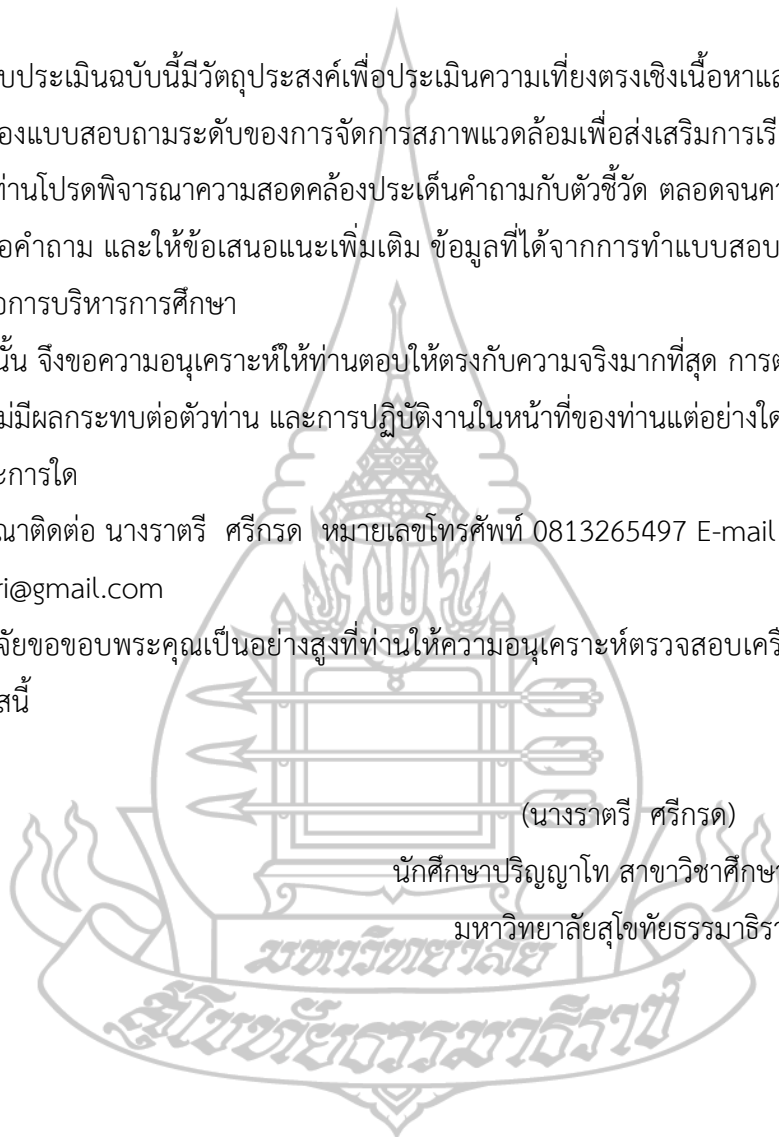 บประเมินฉบับนี้มีวัตถุประสงค์เพื่อประเมินความเที่ยงตรงเชิงเนื้อหาแล
องแบบสอบถามระดับของการจัดการสภาพแวดล้อมเพื่อส่งเสริมการเรี
ท่านโปรดพิจารณาความสอดคล้องประเด็นคำถามกับตัวชี้วัด ตลอดจนคว
อคำถาม และให้ข้อเสนอแนะเพิ่มเติม ข้อมูลที่ได้จากการทำแบบสอบ
อการบริหารการศึกษา
นั้น จึงขอความอนุเคราะห์ให้ท่านตอบให้ตรงกับความจริงมากที่สุด การต
ม่มีผลกระทบต่อตัวท่าน และการปฏิบัติงานในหน้าที่ของท่านแต่อย่างใด
ะการใด
ณาติดต่อ นางราตรี ศรีกรด หมายเลขโทรศัพท์ 0813265497 E-mail
ri@gmail.com
จัยขอขอบพระคุณเป็นอย่างสูงที่ท่านให้ความอนุเคราะห์ตรวจสอบเครื
สนี้
(นางราตรี ศรีกรด)
นักศึกษาปริญญาโท สาขาวิชาศึกษา
มหาวิทยาลัยสุโขทัยธรรมาธิรา
มหาวิทยาลัย
สุโขทัยธรรมาธิราช